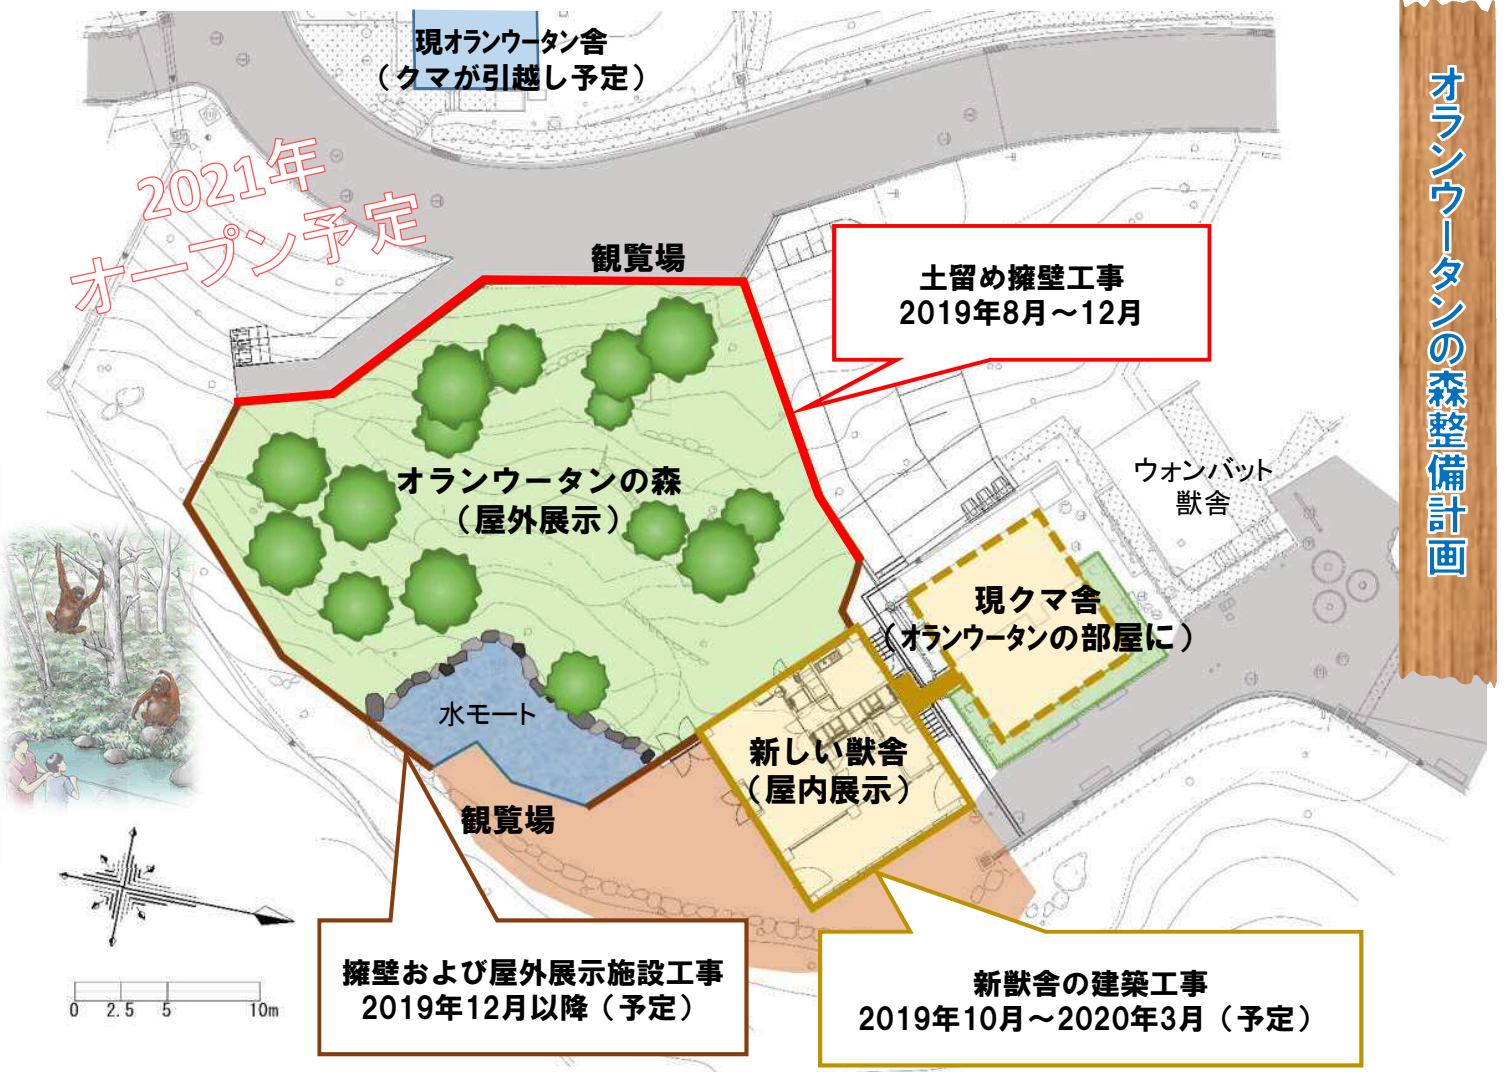 オランウータンの森整備計画
現オランウータン舎
（クマが引越し予定）
2021年
オープン予定
観覧場
土留め擁壁工事
2019年8月～12月
オランウータンの森
（屋外展示）
ウォンバット
獣舎
現クマ舎
（オランウータンの部屋に）
水モート
新しい獣舎
（屋内展示）
観覧場
擁壁および屋外展示施設工事
2019年12月以降（予定）
新獣舎の建築工事
2019年10月～2020年3月（予定）
0 2.5 5 10m